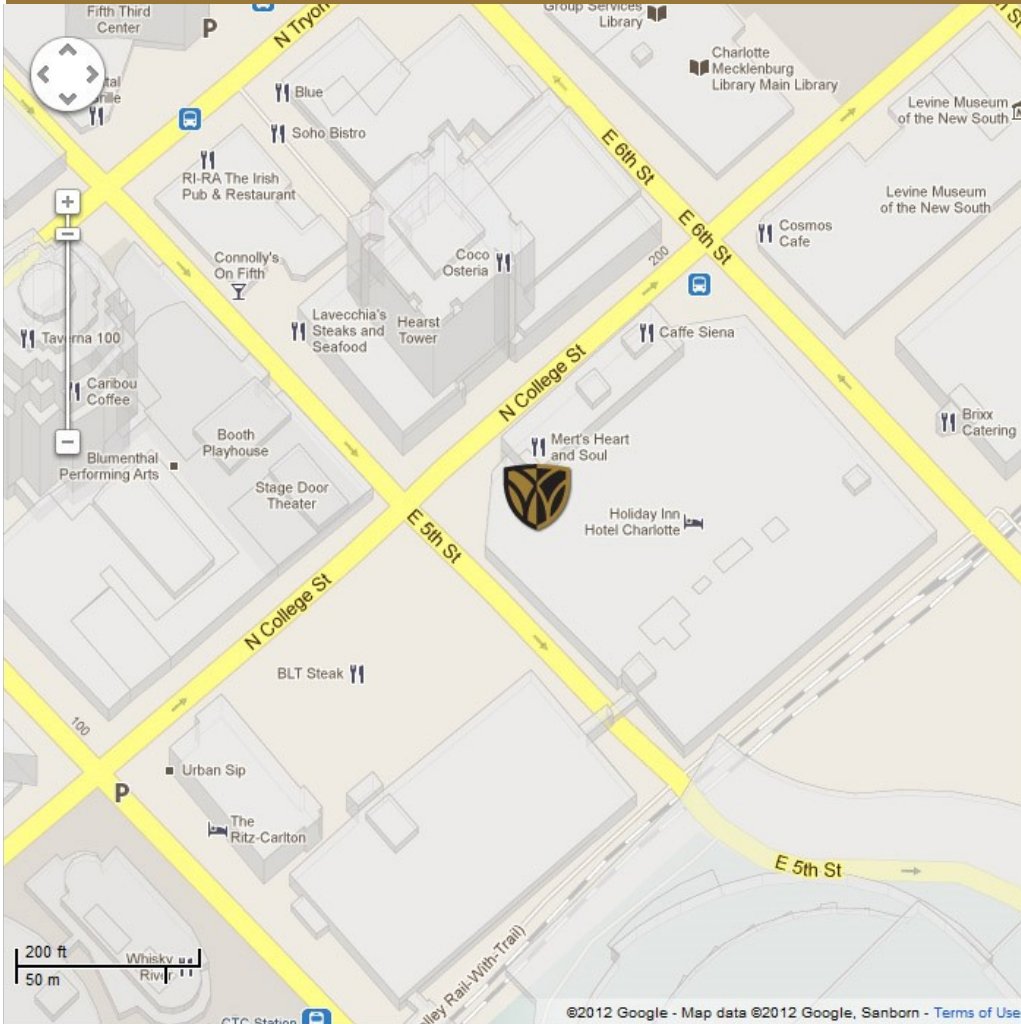 Fifth Third
Center
P
N Tryon
Group Services
Library
Charlotte
Mecklenburg
Library Main Library
Levine Museum
of the New South
Blue
Soho Bistro
RI-RA The Irish
Pub & Restaurant
E 6th St
Levine Museum
of the New South
E 6th St
Cosmos
Cafe
200
Coco
Osteria
Connolly's
On Fifth
Lavecchia's
Steaks and
Seafood
Hearst
Tower
Caffe Siena
Taverna 100
N College St
Caribou
Coffee
Brixx
Catering
Booth
Playhouse
Mert's Heart
and Soul
Blumenthal
Performing Arts
Stage Door
Theater
Holiday Inn
Hotel Charlotte
E 5th St
N College St
BLT Steak
100
Urban Sip
P
The
Ritz-Carlton
E 5th St
200 ft
50 m
Whisky
River
Rail-With-Trail)
CTC Station
©2012 Google - Map data ©2012 Google, Sanborn - Terms of Use